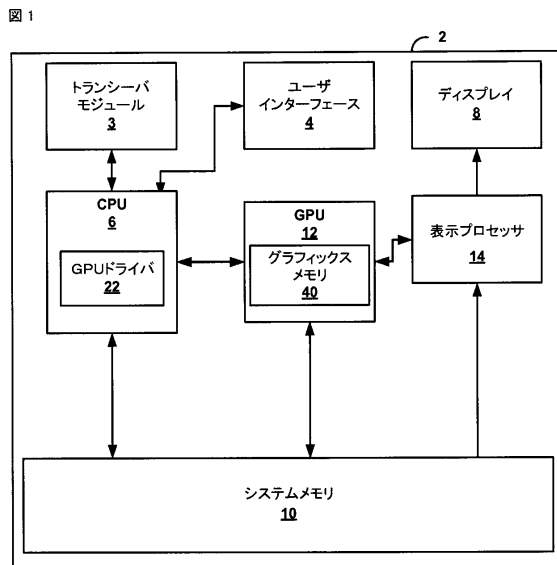 図1
2
トランシーバ
モジュール
3
ユーザ
インターフェース
4
ディスプレイ
8
CPU
6
GPUドライバ
22
GPU
12
グラフィックス
メモリ
40
表示プロセッサ
14
システムメモリ
10